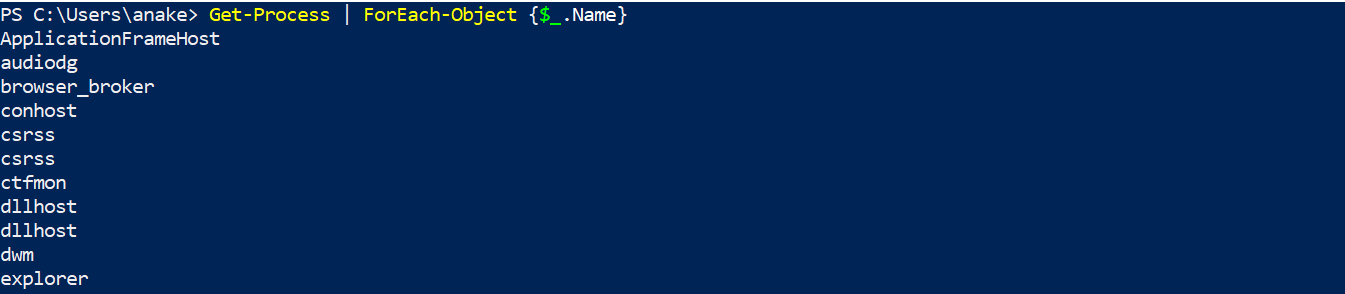 PS C:\Users\anake> Get-Process | ForEach-Object {$_.Name}
ApplicationFrameHost
audiodg
browser_broker
conhost
csrss
csrss
ctfmon
dllhost
dllhost
dwm
explorer